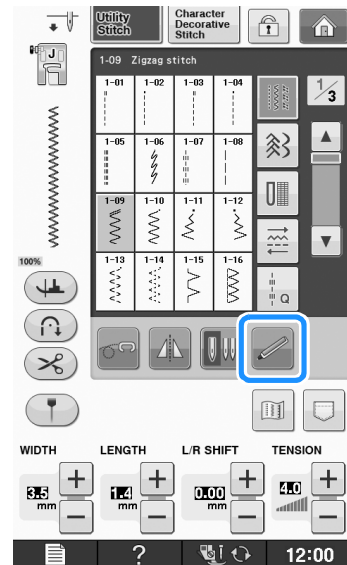 Utility
Stitch
Character
Decorative
Stitch
J
1-09 Zigzag stitch
1-01 1-02 1-03 1-04
1/3
1-05 1-06 1-07 1-08
1-09 1-10 1-11 1-12
1-13 1-14 1-15 1-16
Q
100%
WIDTH LENGTH L/R SHIFT TENSION
3.5 mm 1.4 mm 0.00 mm 4.0
+ + + +
− − − −
? 12:00